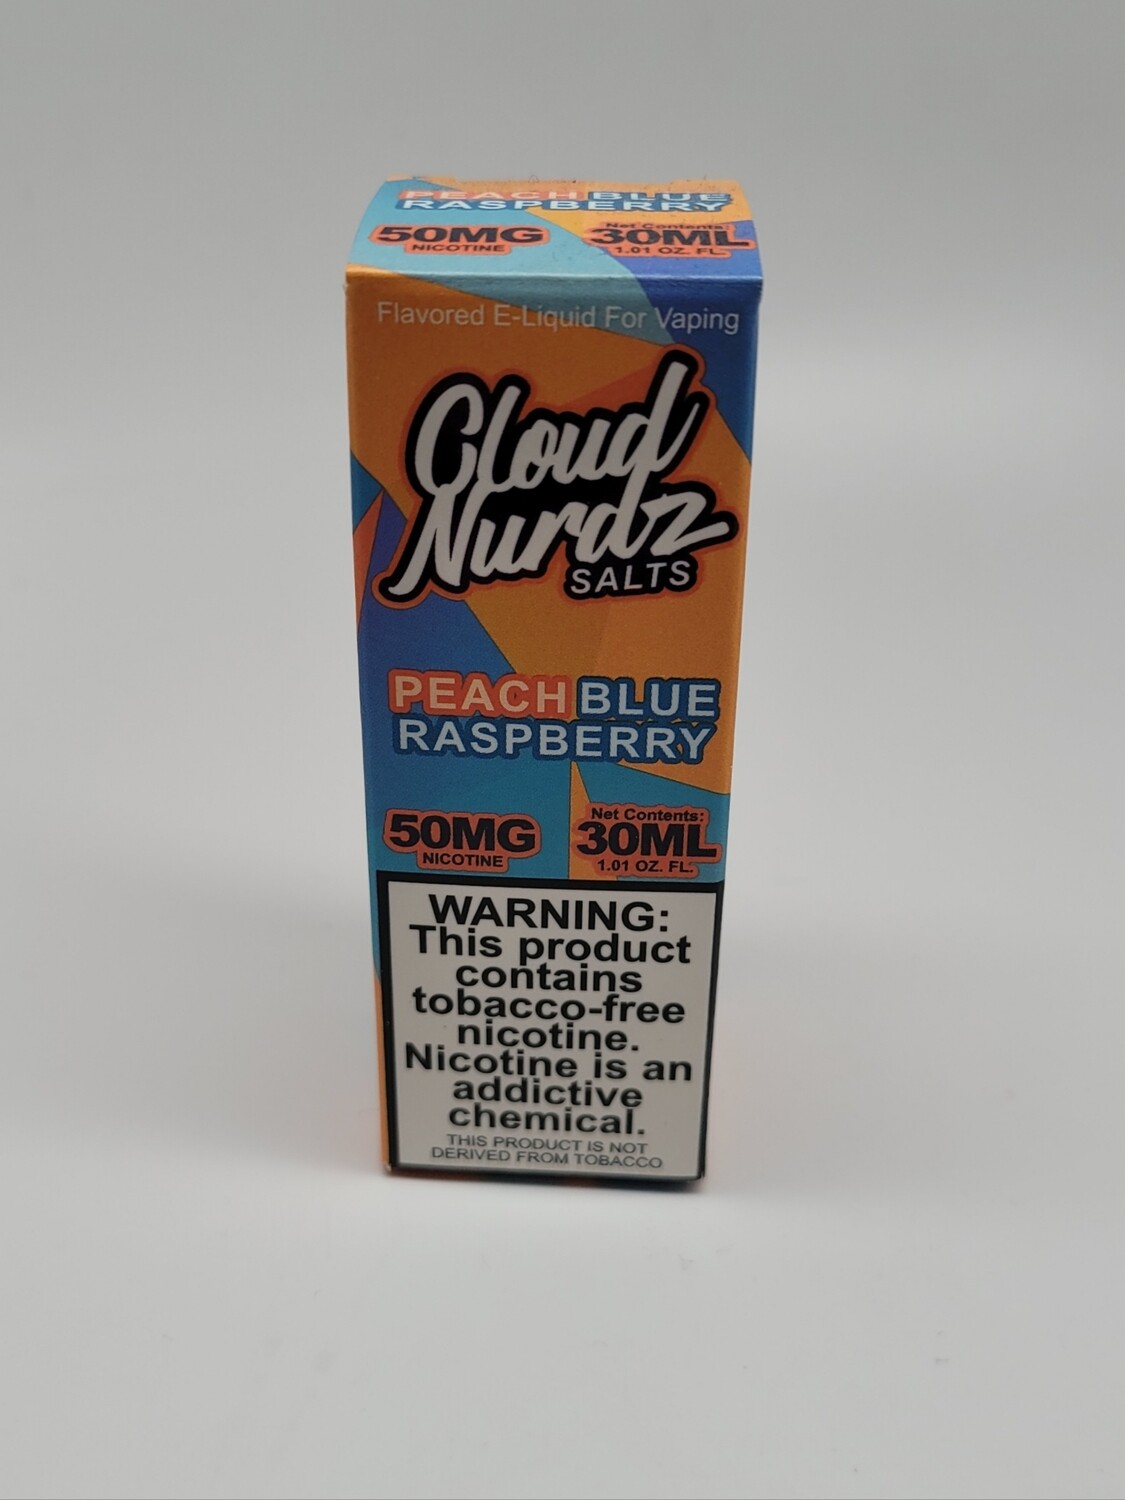 PEACH BLUE
RASPBERRY
50MG
NICOTINE
Net Contents:
30ML
1.01 OZ. FL.
Flavored E-Liquid For Vaping
Cloud
Nurdz
SALTS
PEACH BLUE
RASPBERRY
50MG
NICOTINE
Net Contents:
30ML
1.01 OZ. FL.
WARNING:
This product
contains
tobacco-free
nicotine.
Nicotine is an
addictive
chemical.
THIS PRODUCT IS NOT
DERIVED FROM TOBACCO